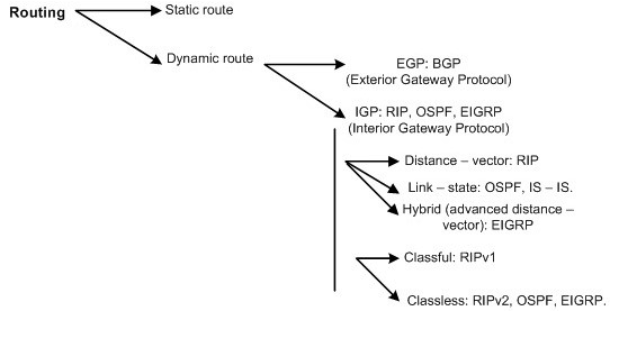 Routing
Static route
Dynamic route
EGP: BGP
(Exterior Gateway Protocol)
IGP: RIP, OSPF, EIGRP
(Interior Gateway Protocol)
Distance – vector: RIP
Link – state: OSPF, IS – IS.
Hybrid (advanced distance –
vector): EIGRP
Classful: RIPv1
Classless: RIPv2, OSPF, EIGRP.